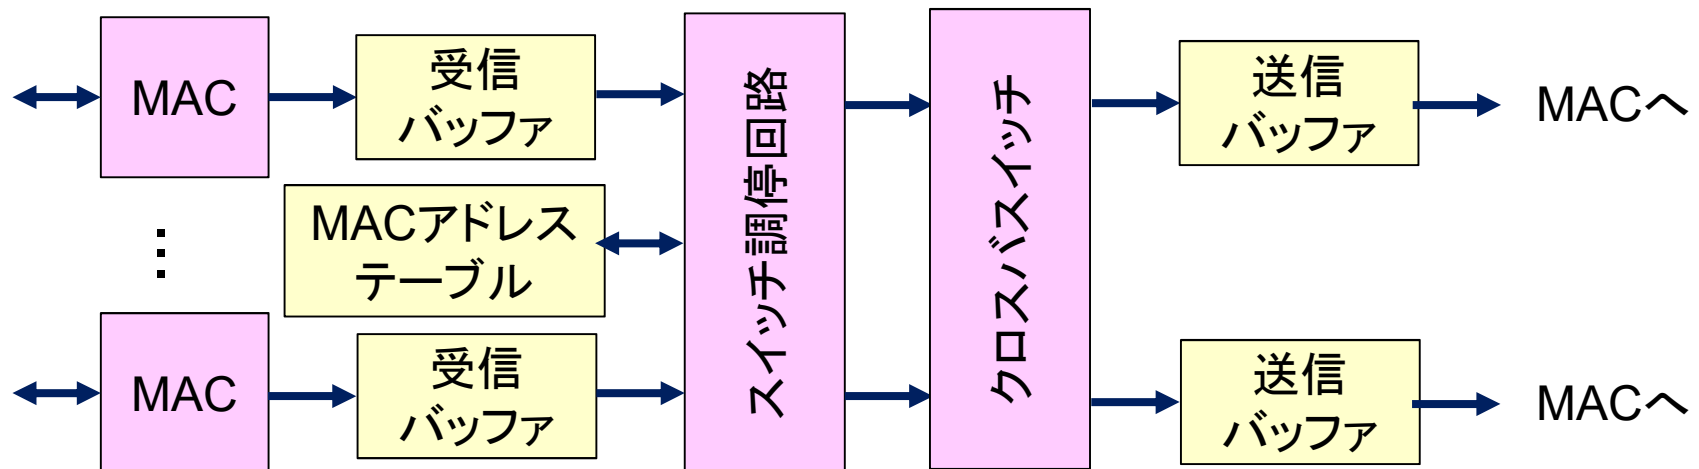 MAC
受信
バッファ
スイッチ調停回路
クロスバスイッチ
送信
バッファ
MACへ
MACアドレス
テーブル
MAC
受信
バッファ
送信
バッファ
MACへ